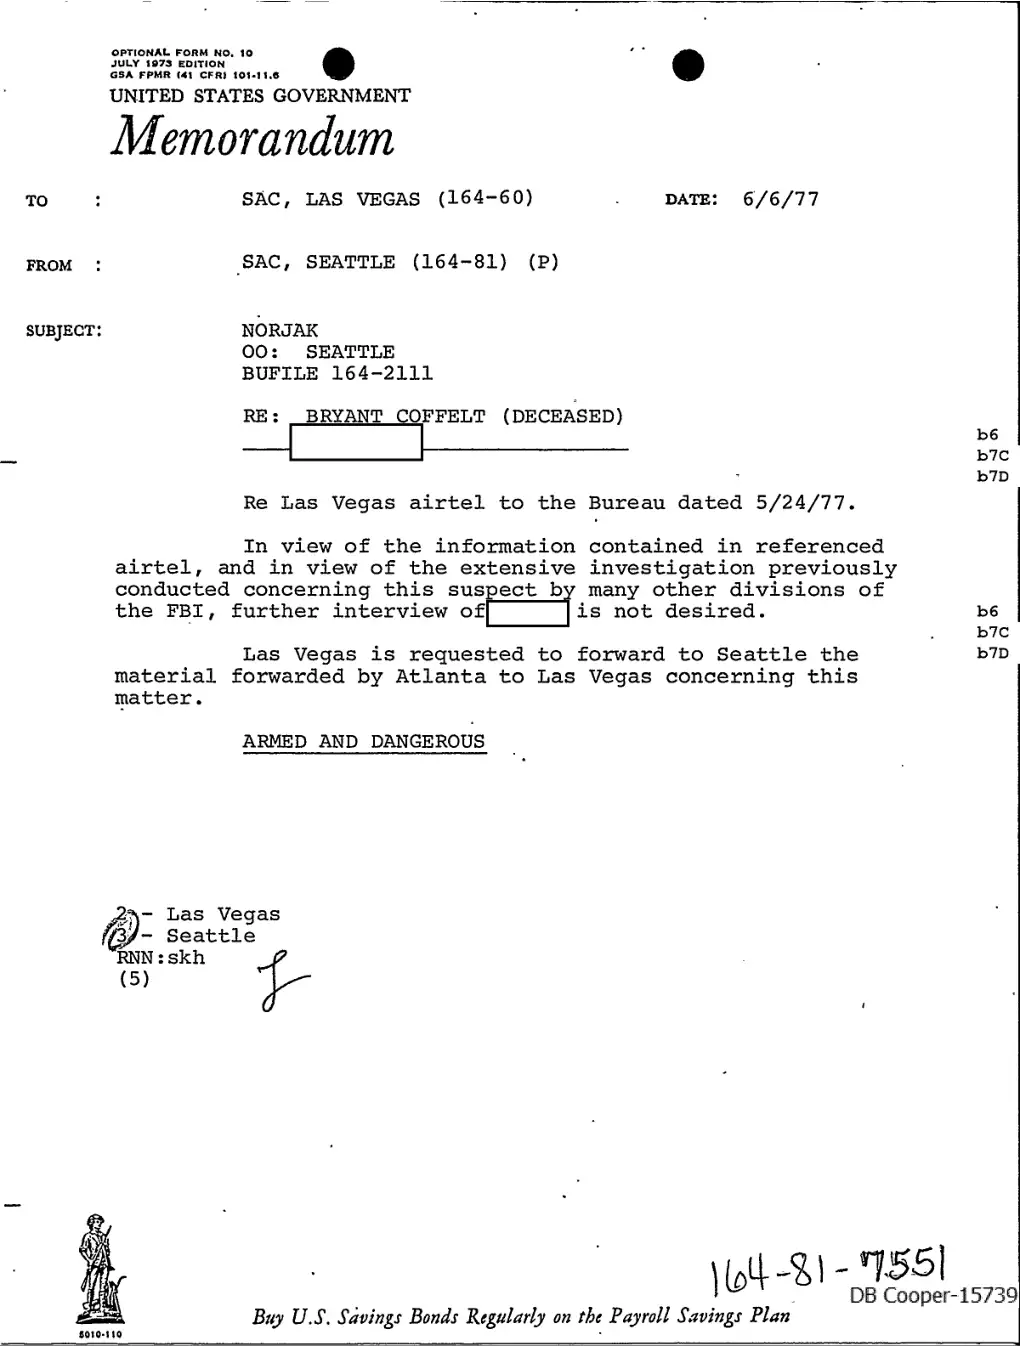 OPTIONAL FORM NO. 10
JULY 1973 EDITION
GSA FPMR (41 CFR) 101-11.6
UNITED STATES GOVERNMENT
Memorandum
TO : SAC, LAS VEGAS (164-60) DATE: 6/6/77
FROM : SAC, SEATTLE (164-81) (P)
SUBJECT: NORJAK
OO: SEATTLE
BUFILE 164-2111
RE: BRYANT COFFELT (DECEASED)
b6
b7C
b7D
Re Las Vegas airtel to the Bureau dated 5/24/77.
In view of the information contained in referenced
airtel, and in view of the extensive investigation previously
conducted concerning this suspect by many other divisions of
the FBI, further interview of is not desired.
b6
b7C
b7D
Las Vegas is requested to forward to Seattle the
material forwarded by Atlanta to Las Vegas concerning this
matter.
ARMED AND DANGEROUS
2 - Las Vegas
3 - Seattle
RNN:skh
(5)
164-81-7551
DB Cooper-15739
Buy U.S. Savings Bonds Regularly on the Payroll Savings Plan
5010-110